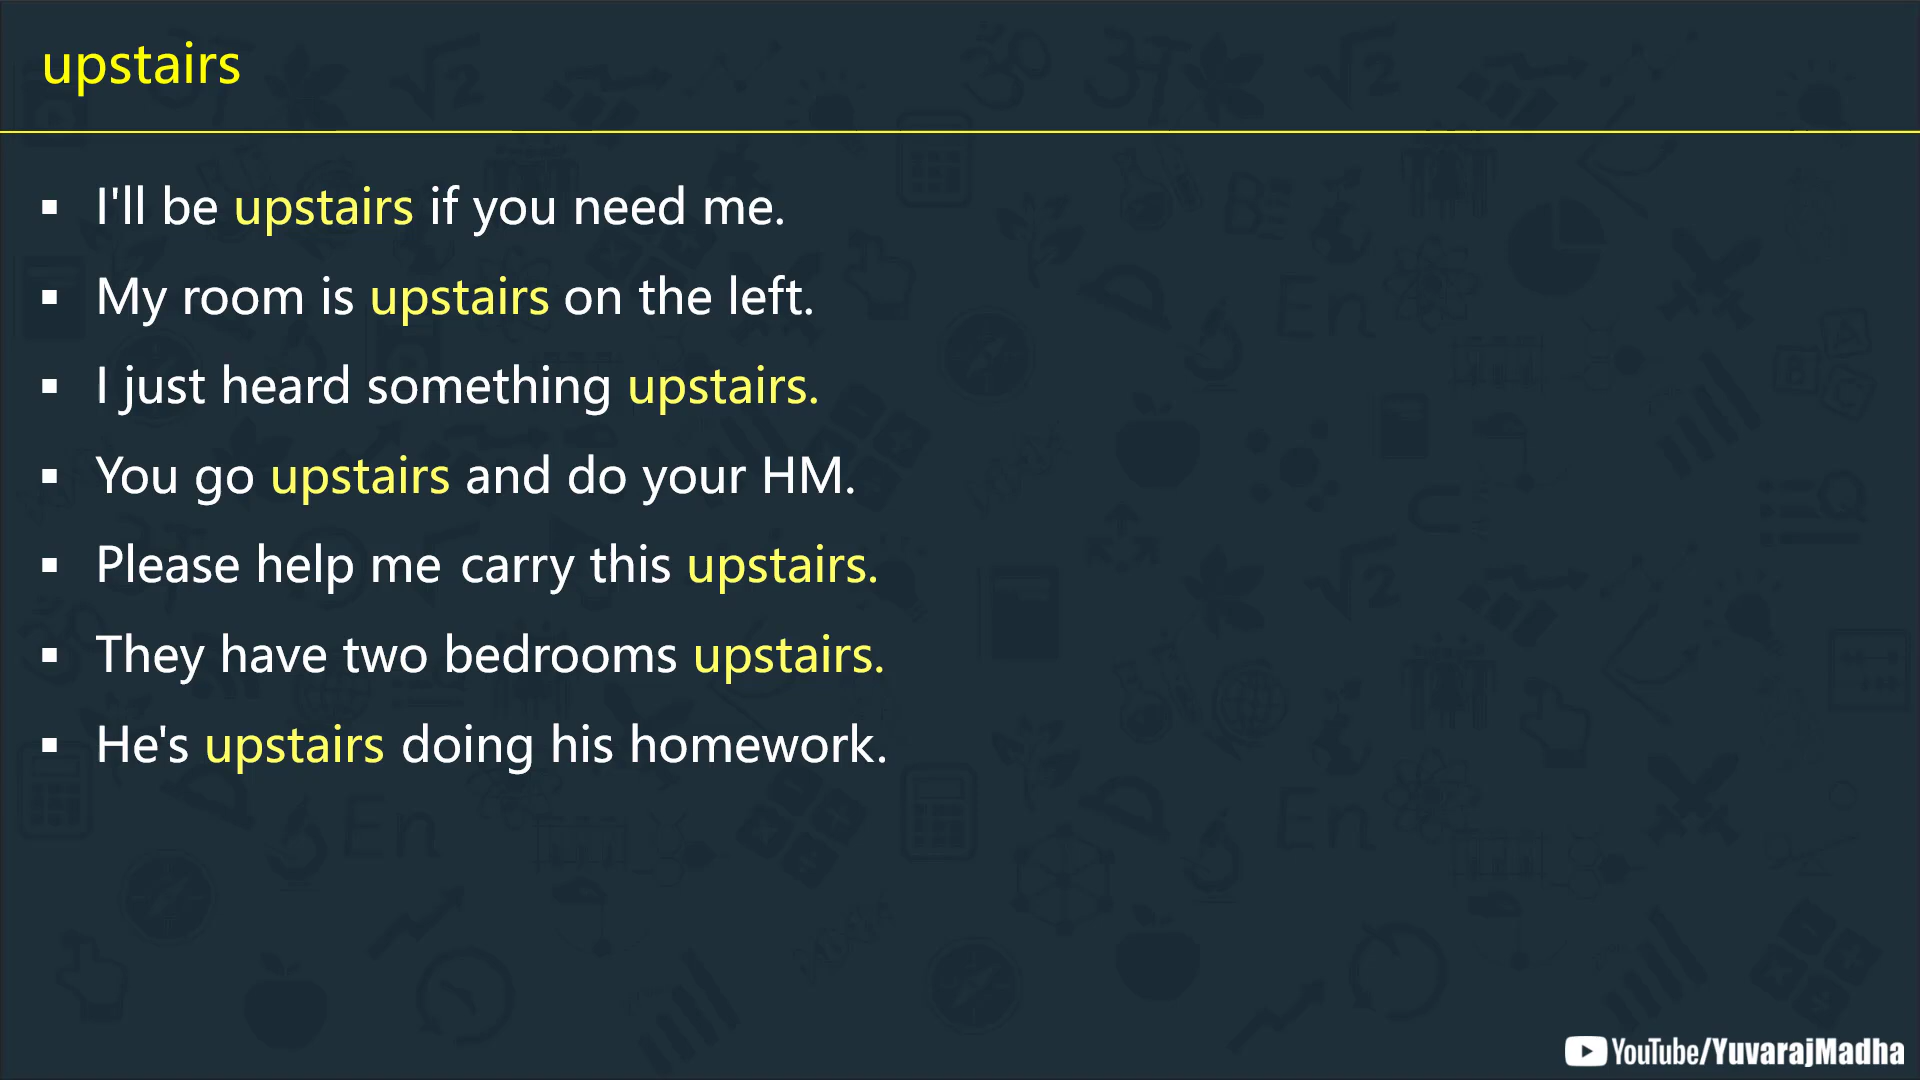 upstairs
▪ I'll be upstairs if you need me.
▪ My room is upstairs on the left.
▪ I just heard something upstairs.
▪ You go upstairs and do your HM.
▪ Please help me carry this upstairs.
▪ They have two bedrooms upstairs.
▪ He's upstairs doing his homework.
YouTube/YuvarajMadha